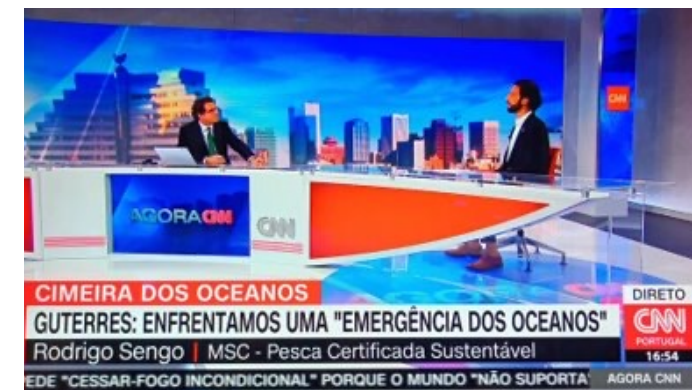 CNN
AGORA CNN
CNN
CIMEIRA DOS OCEANOS
DIRETO
GUTERRES: ENFRENTAMOS UMA "EMERGÊNCIA DOS OCEANOS"
CNN
PORTUGAL
Rodrigo Sengo | MSC - Pesca Certificada Sustentável
16:54
EDE "CESSAR-FOGO INCONDICIONAL" PORQUE O MUNDO "NÃO SUPORTA
AGORA CNN